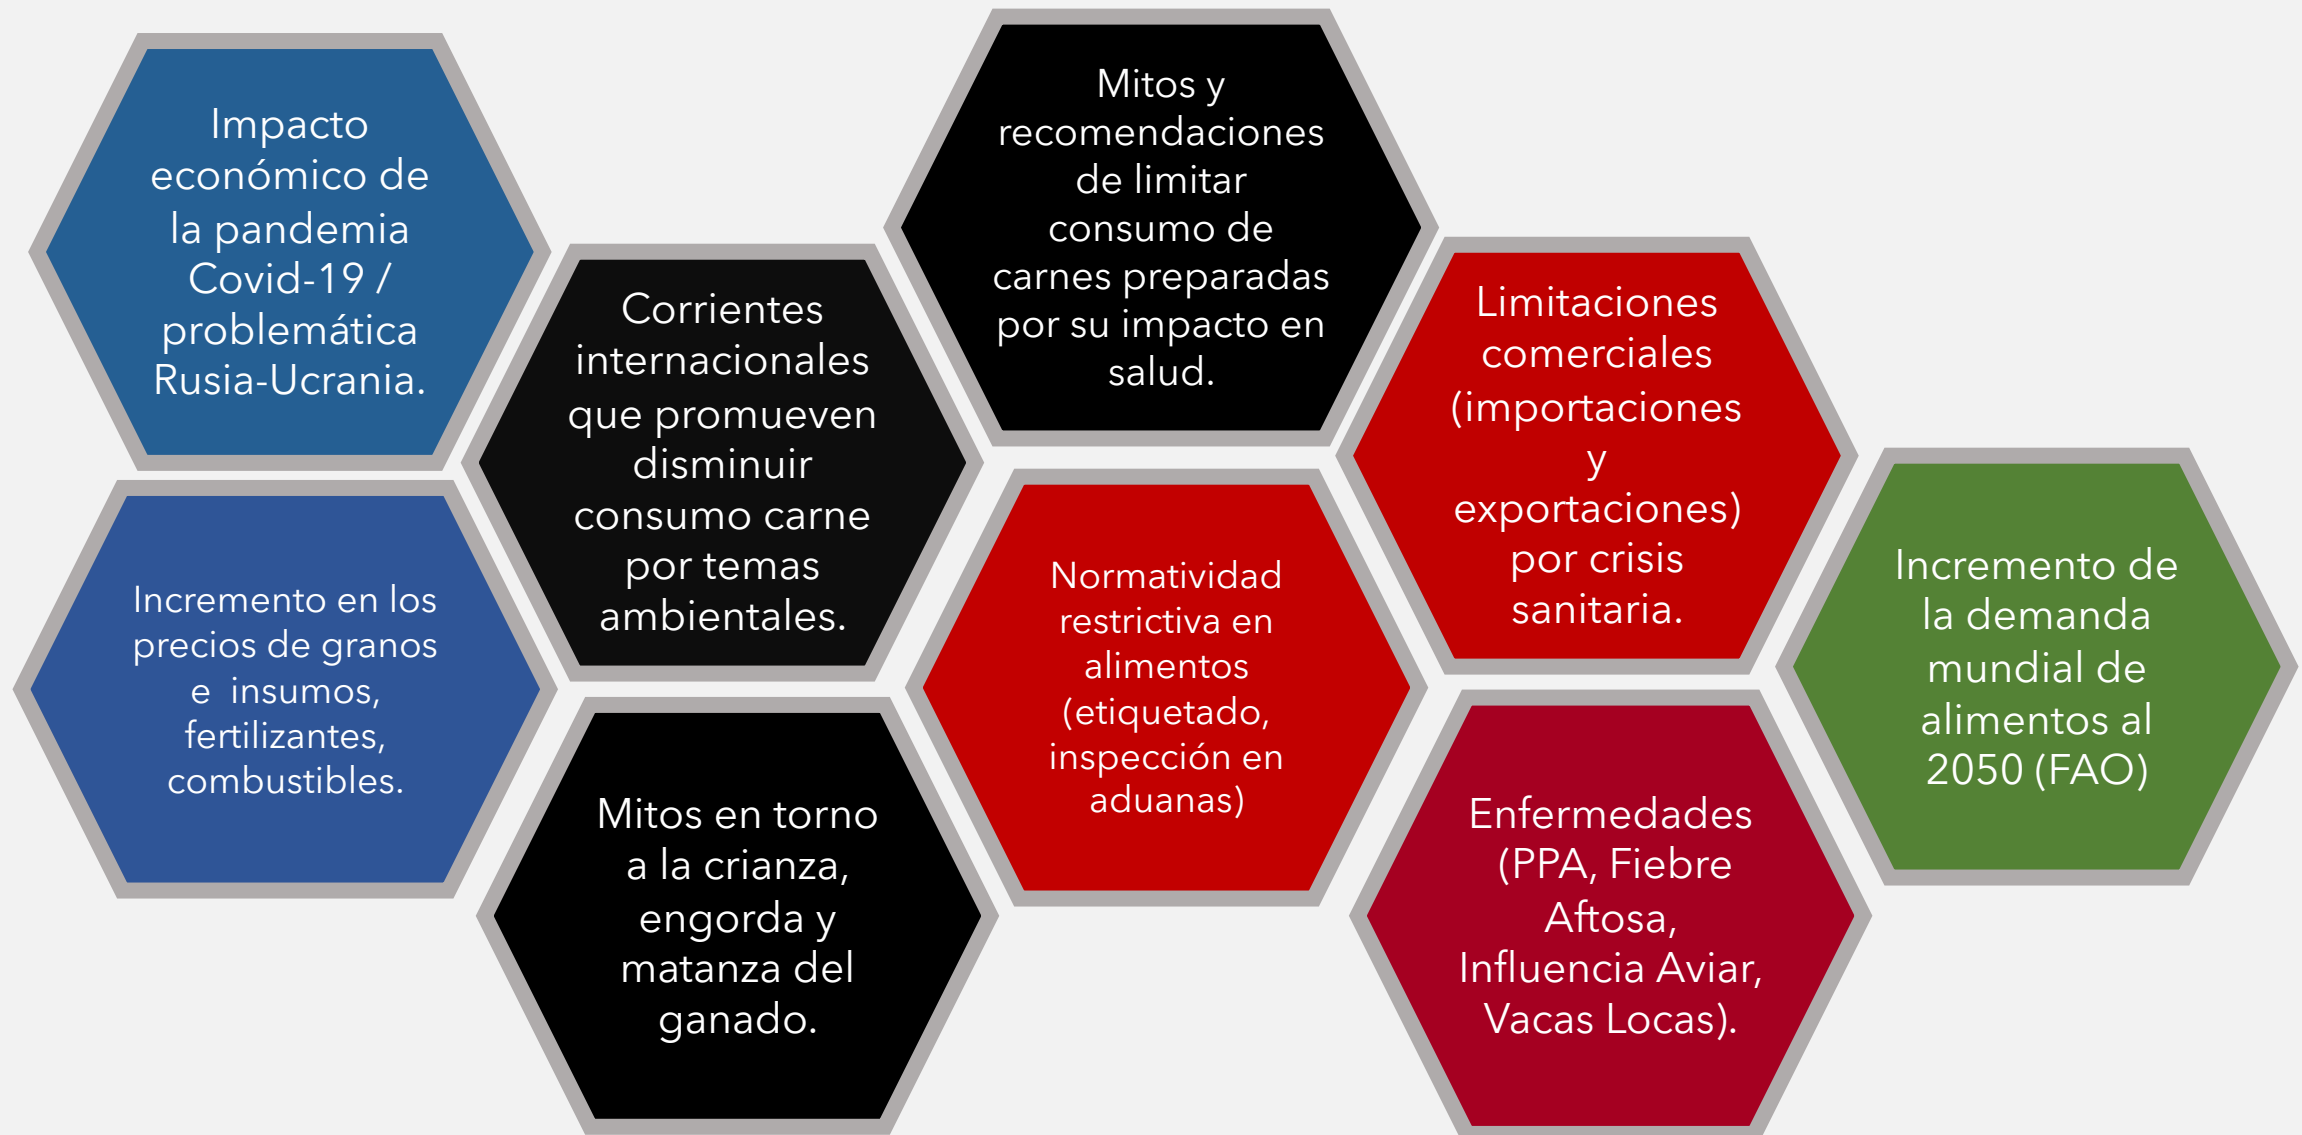 Impacto
económico de
la pandemia
Covid-19 /
problemática
Rusia-Ucrania.
Incremento en los
precios de granos
e insumos,
fertilizantes,
combustibles.
Corrientes
internacionales
que promueven
disminuir
consumo carne
por temas
ambientales.
Mitos en torno
a la crianza,
engorda y
matanza del
ganado.
Mitos y
recomendaciones
de limitar
consumo de
carnes preparadas
por su impacto en
salud.
Normatividad
restrictiva en
alimentos
(etiquetado,
inspección en
aduanas)
Limitaciones
comerciales
(importaciones
y
exportaciones)
por crisis
sanitaria.
Enfermedades
(PPA, Fiebre
Aftosa,
Influencia Aviar,
Vacas Locas).
Incremento de
la demanda
mundial de
alimentos al
2050 (FAO)